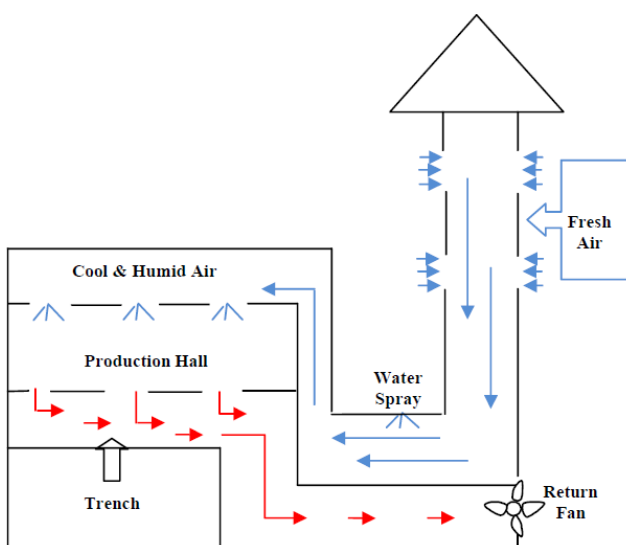 Fresh
Air
Cool & Humid Air
Production Hall
Water
Spray
Trench
Return
Fan